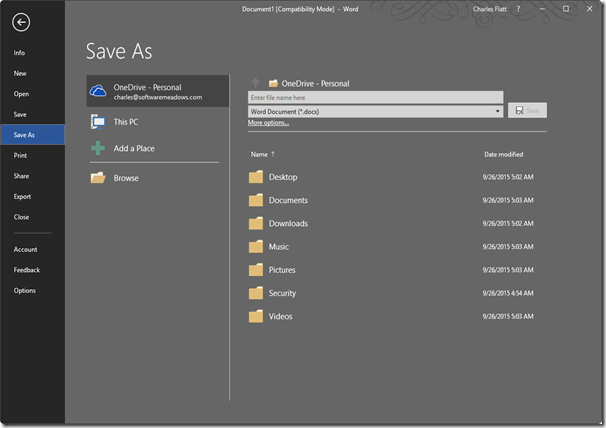 Document1 [Compatibility Mode] - Word
Charles Flatt
?
Info
New
Open
Save
Save As
Print
Share
Export
Close
Account
Feedback
Options
Save As
OneDrive - Personal
charles@softwaremeadows.com
This PC
Add a Place
Browse
OneDrive - Personal
Enter file name here
Word Document (*.docx)
Save
More options...
Name ↑ Date modified
Desktop 9/26/2015 5:02 AM
Documents 9/26/2015 5:03 AM
Downloads 9/26/2015 5:02 AM
Music 9/26/2015 5:03 AM
Pictures 9/26/2015 5:03 AM
Security 9/26/2015 4:54 AM
Videos 9/26/2015 5:03 AM